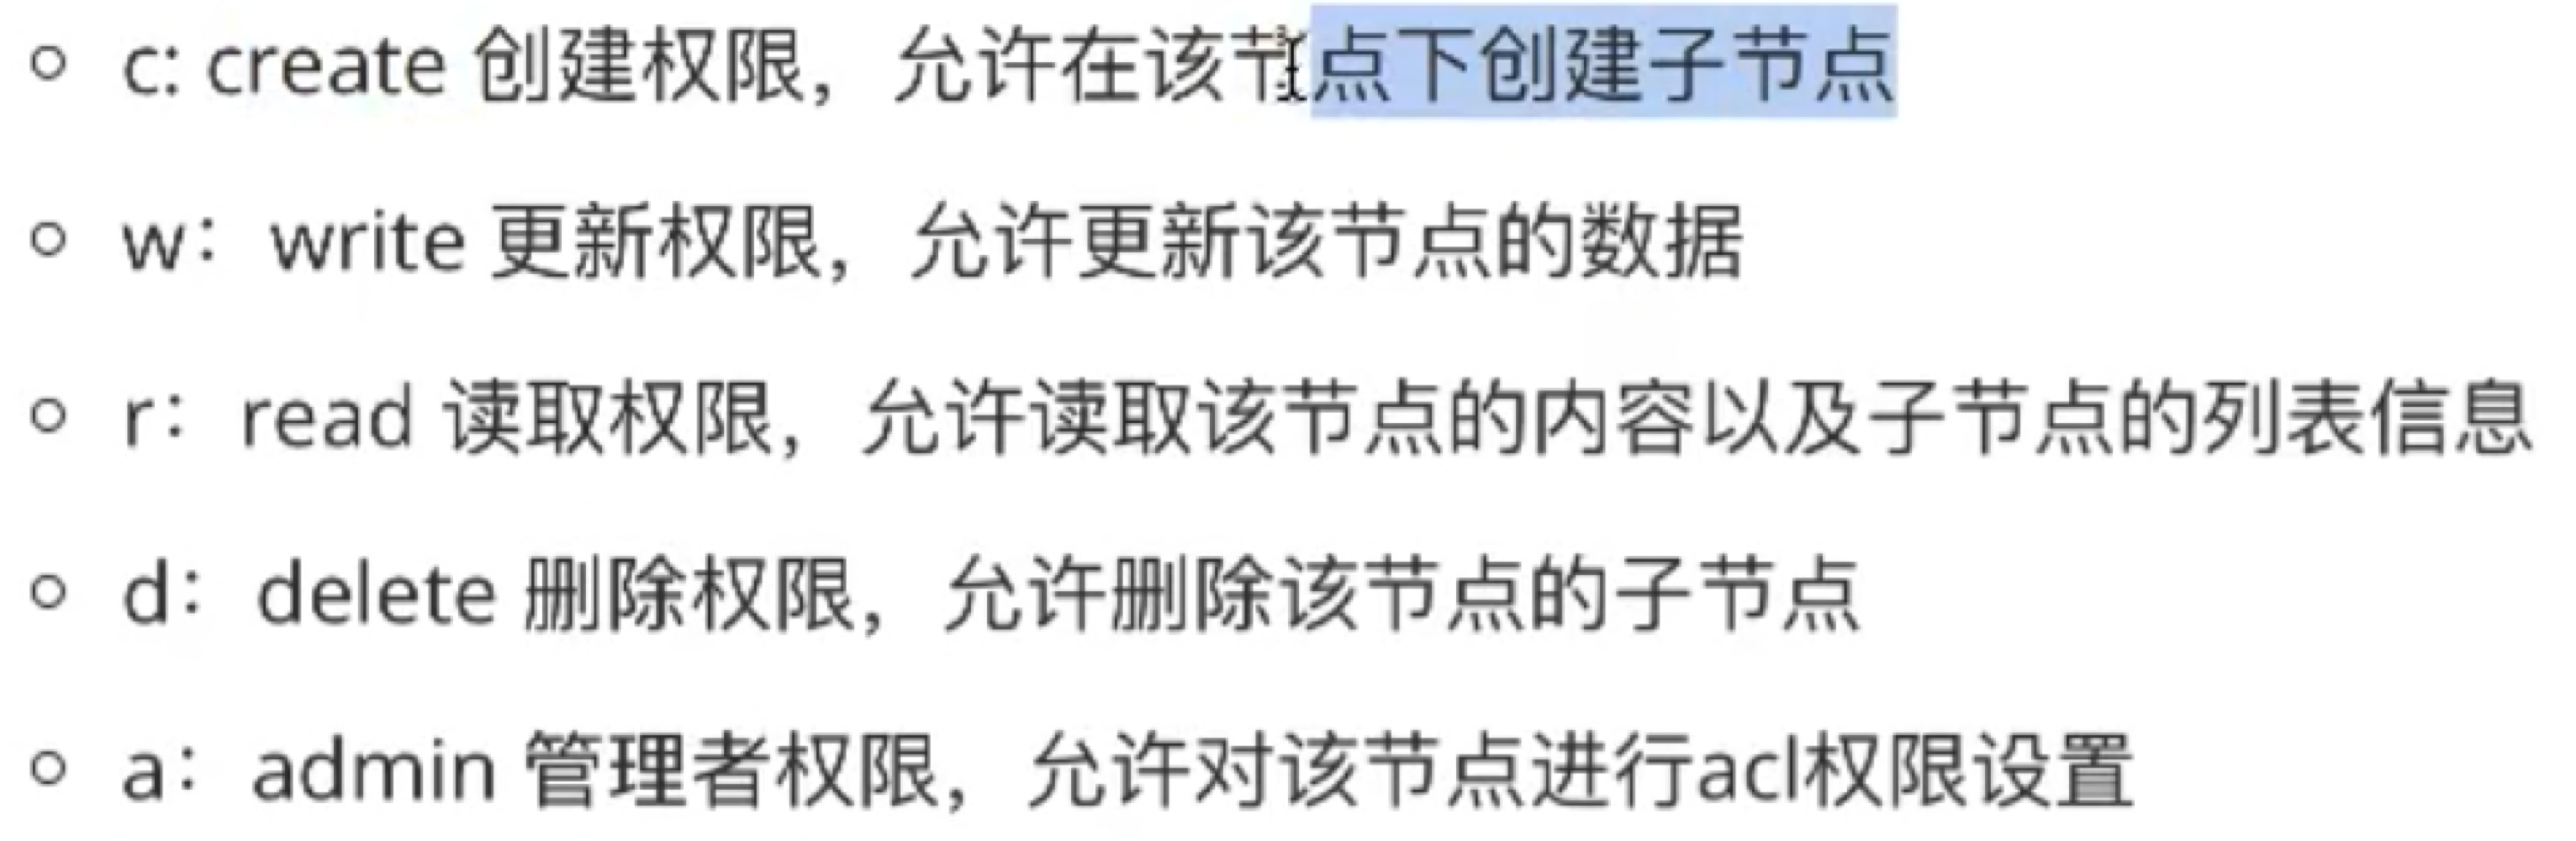 c: create 创建权限，允许在该节点下创建子节点
w：write 更新权限，允许更新该节点的数据
r：read 读取权限，允许读取该节点的内容以及子节点的列表信息
d：delete 删除权限，允许删除该节点的子节点
a：admin 管理者权限，允许对该节点进行acl权限设置